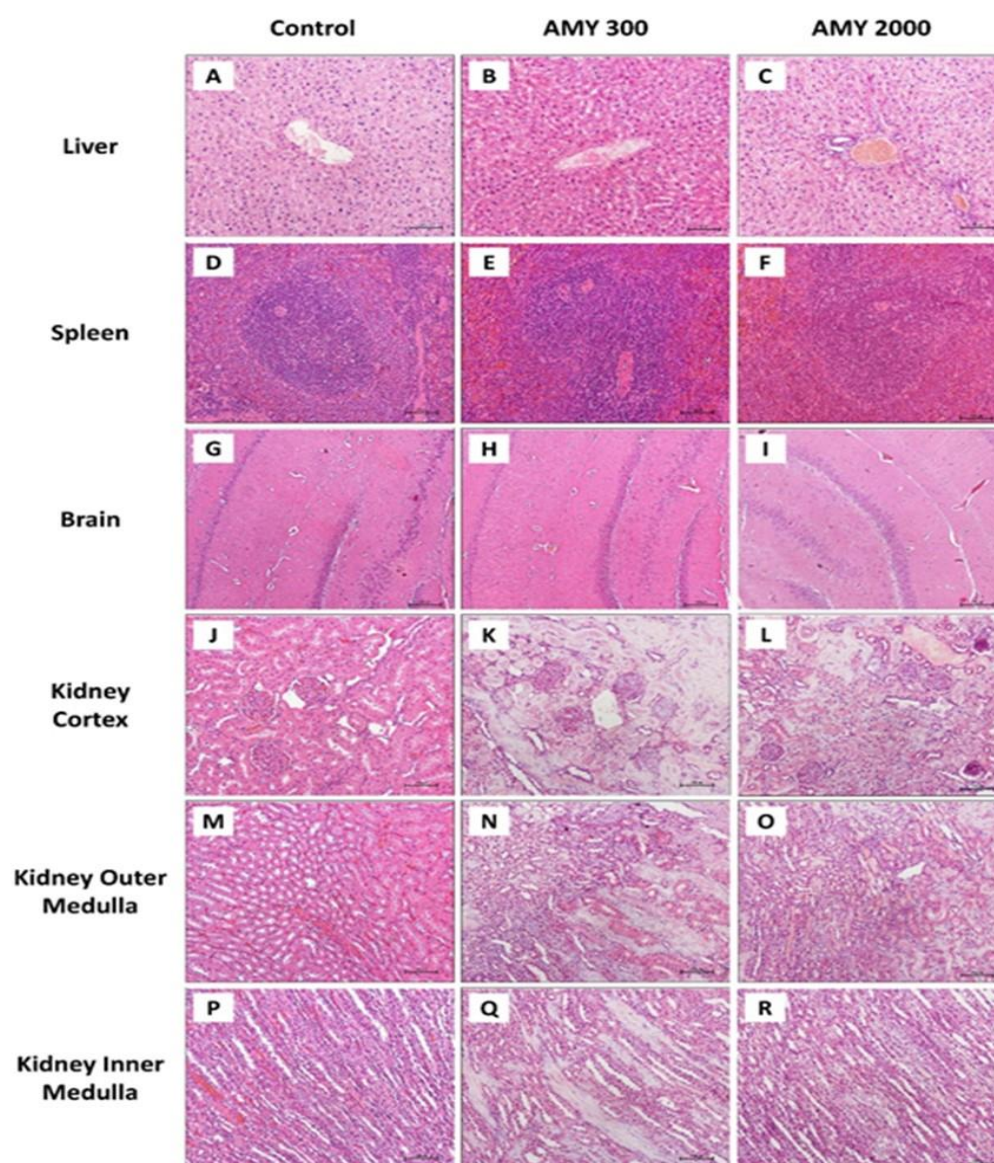 Control AMY 300 AMY 2000
A B C
Liver
D E F
Spleen
G H I
Brain
J K L
Kidney
Cortex
M N O
Kidney Outer
Medulla
P Q R
Kidney Inner
Medulla